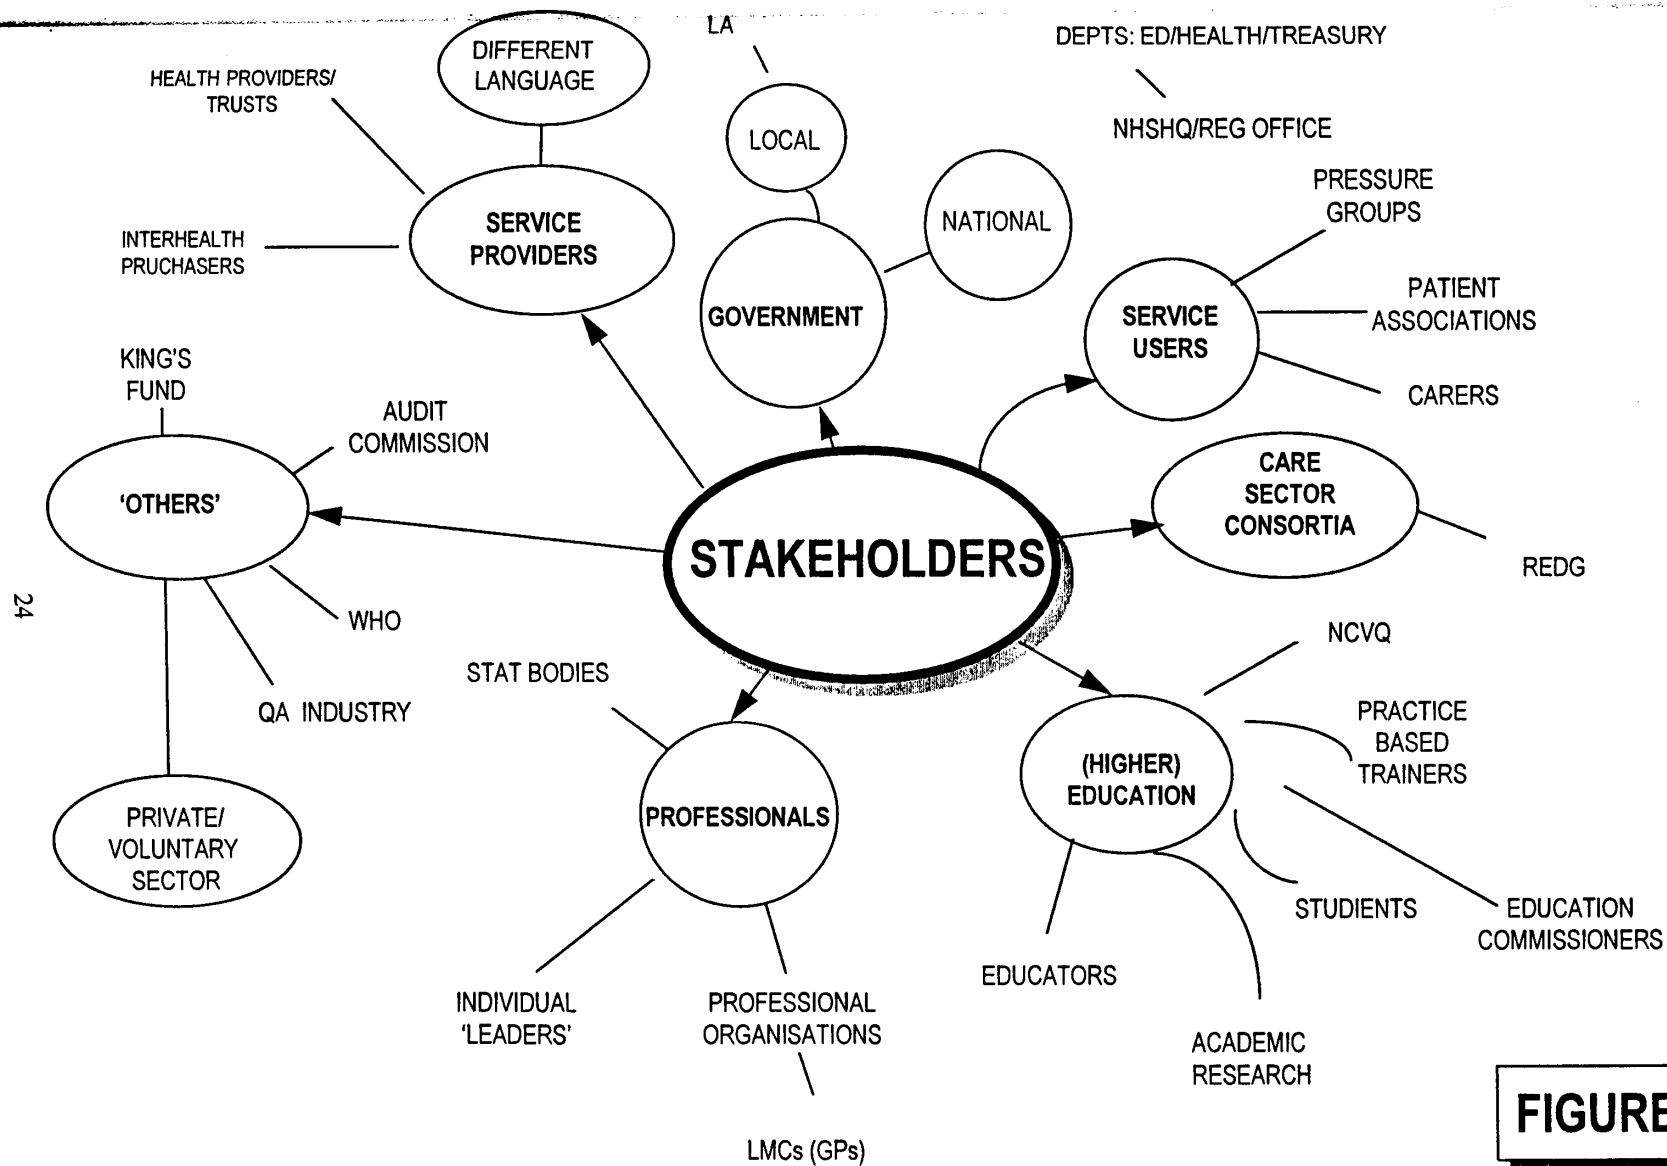 LA
DEPTS: ED/HEALTH/TREASURY
DIFFERENT
LANGUAGE
HEALTH PROVIDERS/
TRUSTS
LOCAL
NHSHQ/REG OFFICE
PRESSURE
GROUPS
NATIONAL
SERVICE
PROVIDERS
INTERHEALTH
PRUCHASERS
GOVERNMENT
SERVICE
USERS
PATIENT
ASSOCIATIONS
CARERS
KING'S
FUND
AUDIT
COMMISSION
'OTHERS'
CARE
SECTOR
CONSORTIA
STAKEHOLDERS
REDG
24
WHO
NCVQ
STAT BODIES
QA INDUSTRY
PRACTICE
BASED
TRAINERS
(HIGHER)
EDUCATION
PROFESSIONALS
PRIVATE/
VOLUNTARY
SECTOR
STUDIENTS
EDUCATION
COMMISSIONERS
EDUCATORS
INDIVIDUAL
'LEADERS'
PROFESSIONAL
ORGANISATIONS
ACADEMIC
RESEARCH
FIGURE
LMCs (GPs)